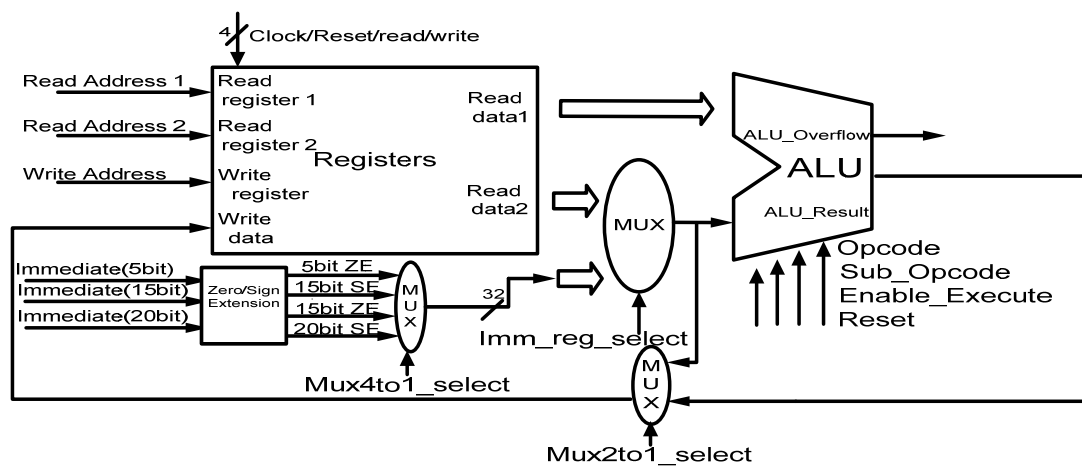 4 Clock/Reset/read/write
Read Address 1
Read Address 2
Write Address
Read
register 1
Read
register 2
Write
register
Write
data
Registers
Read
data1
Read
data2
MUX
ALU_Overflow
ALU
ALU_Result
Opcode
Sub_Opcode
Enable_Execute
Reset
Immediate(5bit)
Immediate(15bit)
Immediate(20bit)
Zero/Sign
Extension
5bit ZE
15bit SE
15bit ZE
20bit SE
MUX
32
Imm_reg_select
Mux4to1_select
MUX
Mux2to1_select